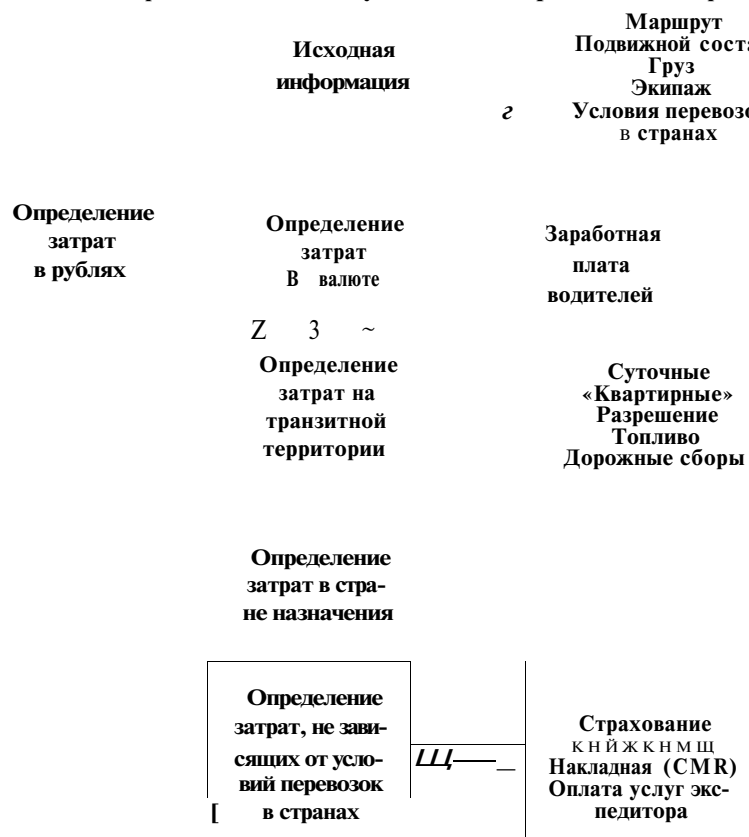 Исходная
информация
Маршрут
Подвижной соста
Груз
Экипаж
г Условия перевозо
в странах
Определение
затрат
в рублях
Определение
затрат
В валюте
Заработная
плата
водителей
Z 3 ~
Определение
затрат на
транзитной
территории
Суточные
«Квартирные»
Разрешение
Топливо
Дорожные сборы
Определение
затрат в стра-
не назначения
Определение
затрат, не зави-
сящих от усло-
вий перевозок
[ в странах
Щ——_
Страхование
КНЙЖКНМЩ
Накладная (CMR)
Оплата услуг экс-
педитора